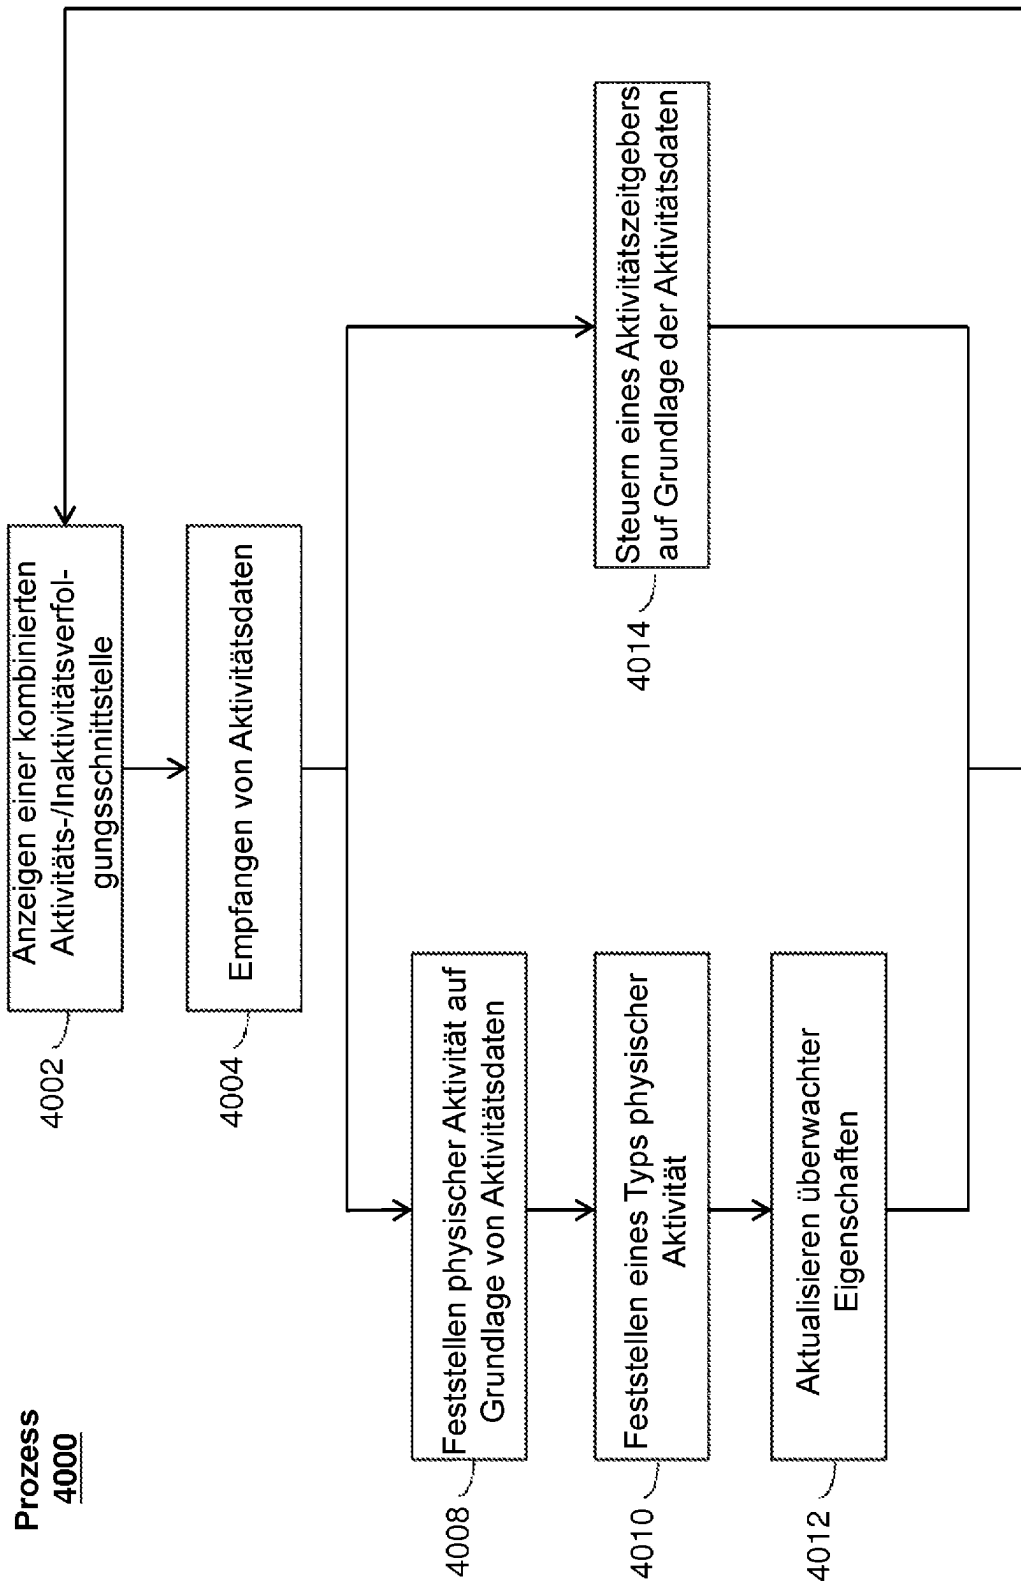 Prozess
4000
Anzeigen einer kombinierten
Aktivitäts-/Inaktivitätsverfol-
gungsschnittstelle
4002
Empfangen von Aktivitätsdaten
4004
Feststellen physischer Aktivität auf
Grundlage von Aktivitätsdaten
4008
Feststellen eines Typs physischer
Aktivität
4010
Aktualisieren überwachter
Eigenschaften
4012
Steuern eines Aktivitätszeitgebers
auf Grundlage der Aktivitätsdaten
4014